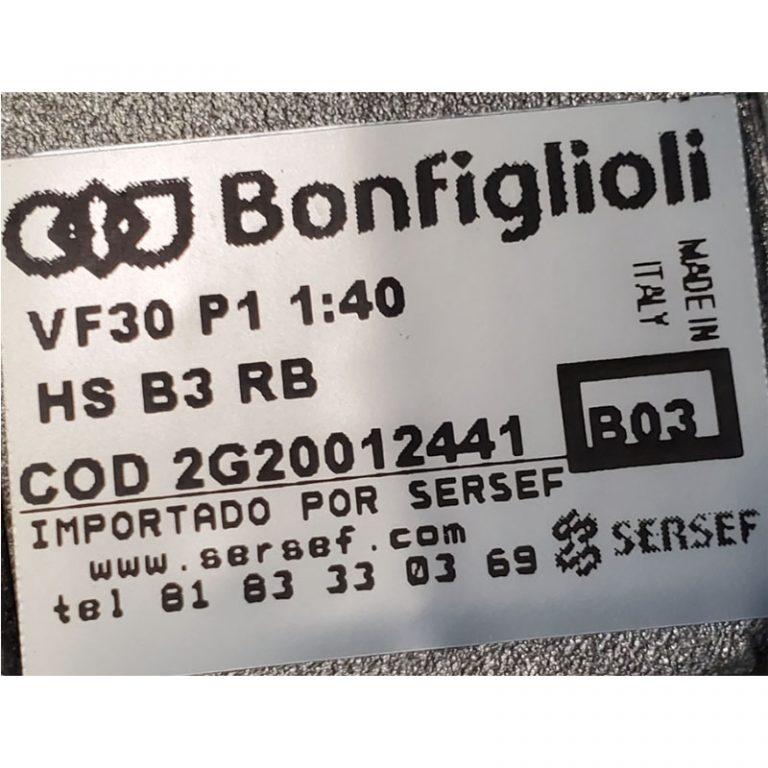 Bonfiglioli
VF30 P1 1:40
MADE IN
ITALY
HS B3 RB
B03
COD 2G20012441
IMPORTADO POR SERSEF
www.sersef.com
SERSEF
tel 81 83 33 03 69